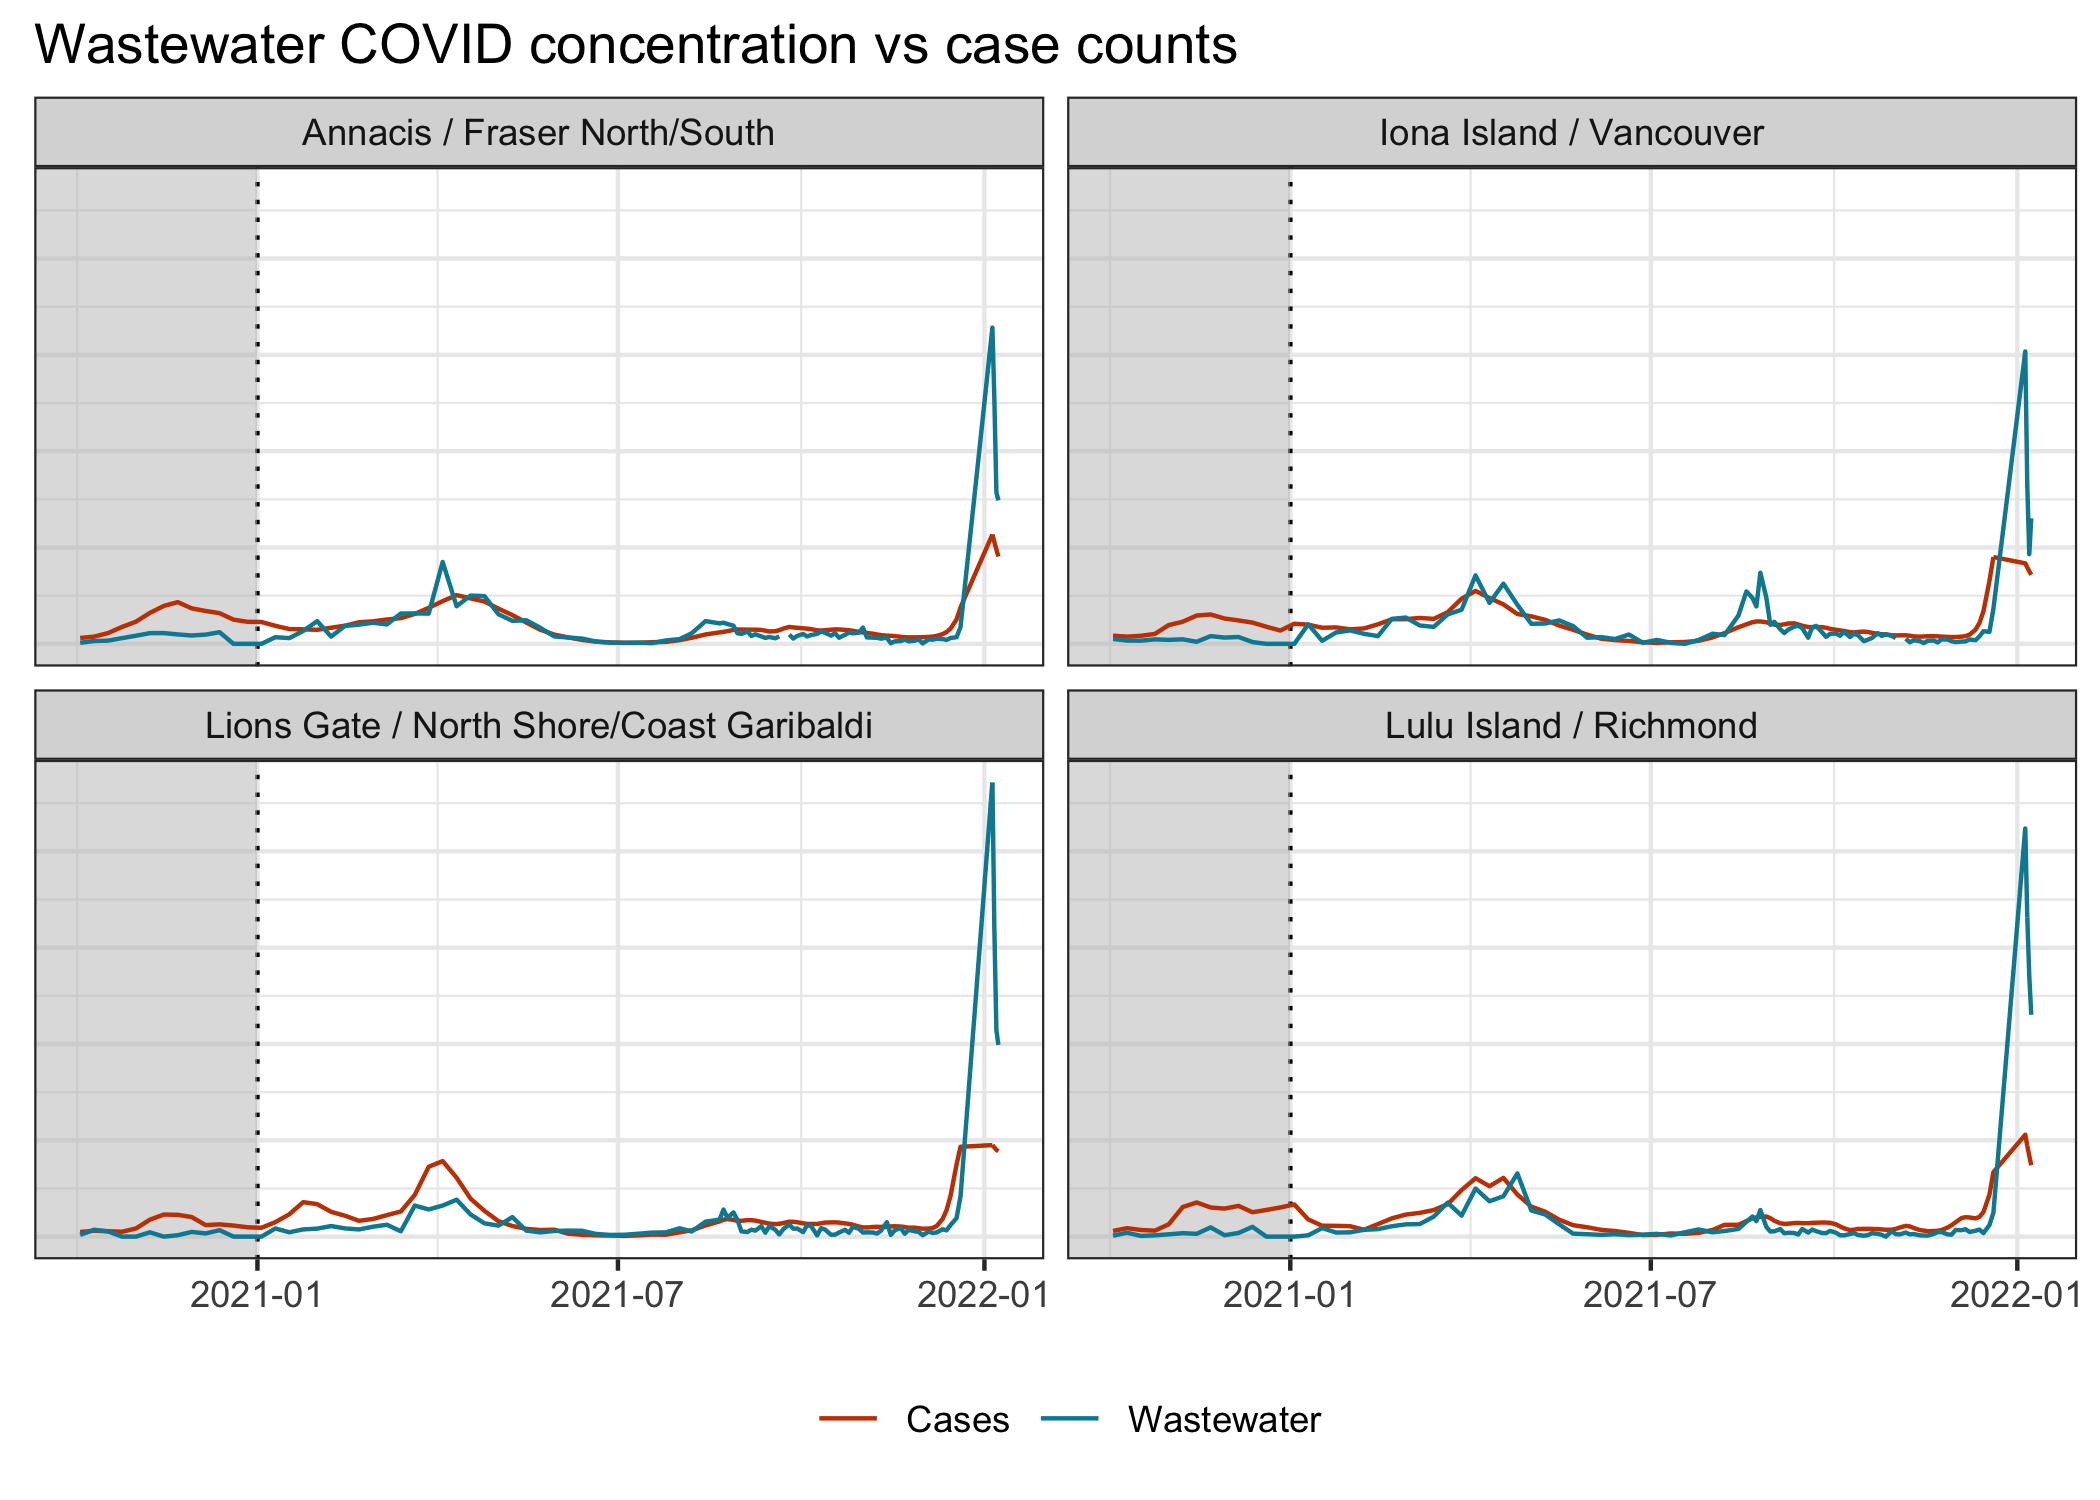 Wastewater COVID concentration vs case counts
Annacis / Fraser North/South
Iona Island / Vancouver
Lions Gate / North Shore/Coast Garibaldi
Lulu Island / Richmond
2021-01
2021-07
2022-01
2021-01
2021-07
2022-01
Cases
Wastewater